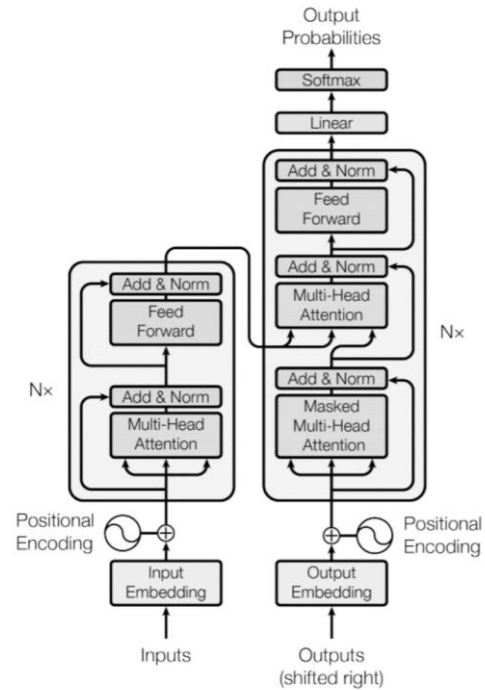 Output
Probabilities
Softmax
Linear
Add & Norm
Feed
Forward
Add & Norm
Multi-Head
Attention
Nx
Add & Norm
Masked
Multi-Head
Attention
Add & Norm
Feed
Forward
Nx
Add & Norm
Multi-Head
Attention
Positional
Encoding
Positional
Encoding
Input
Embedding
Output
Embedding
Inputs
Outputs
(shifted right)